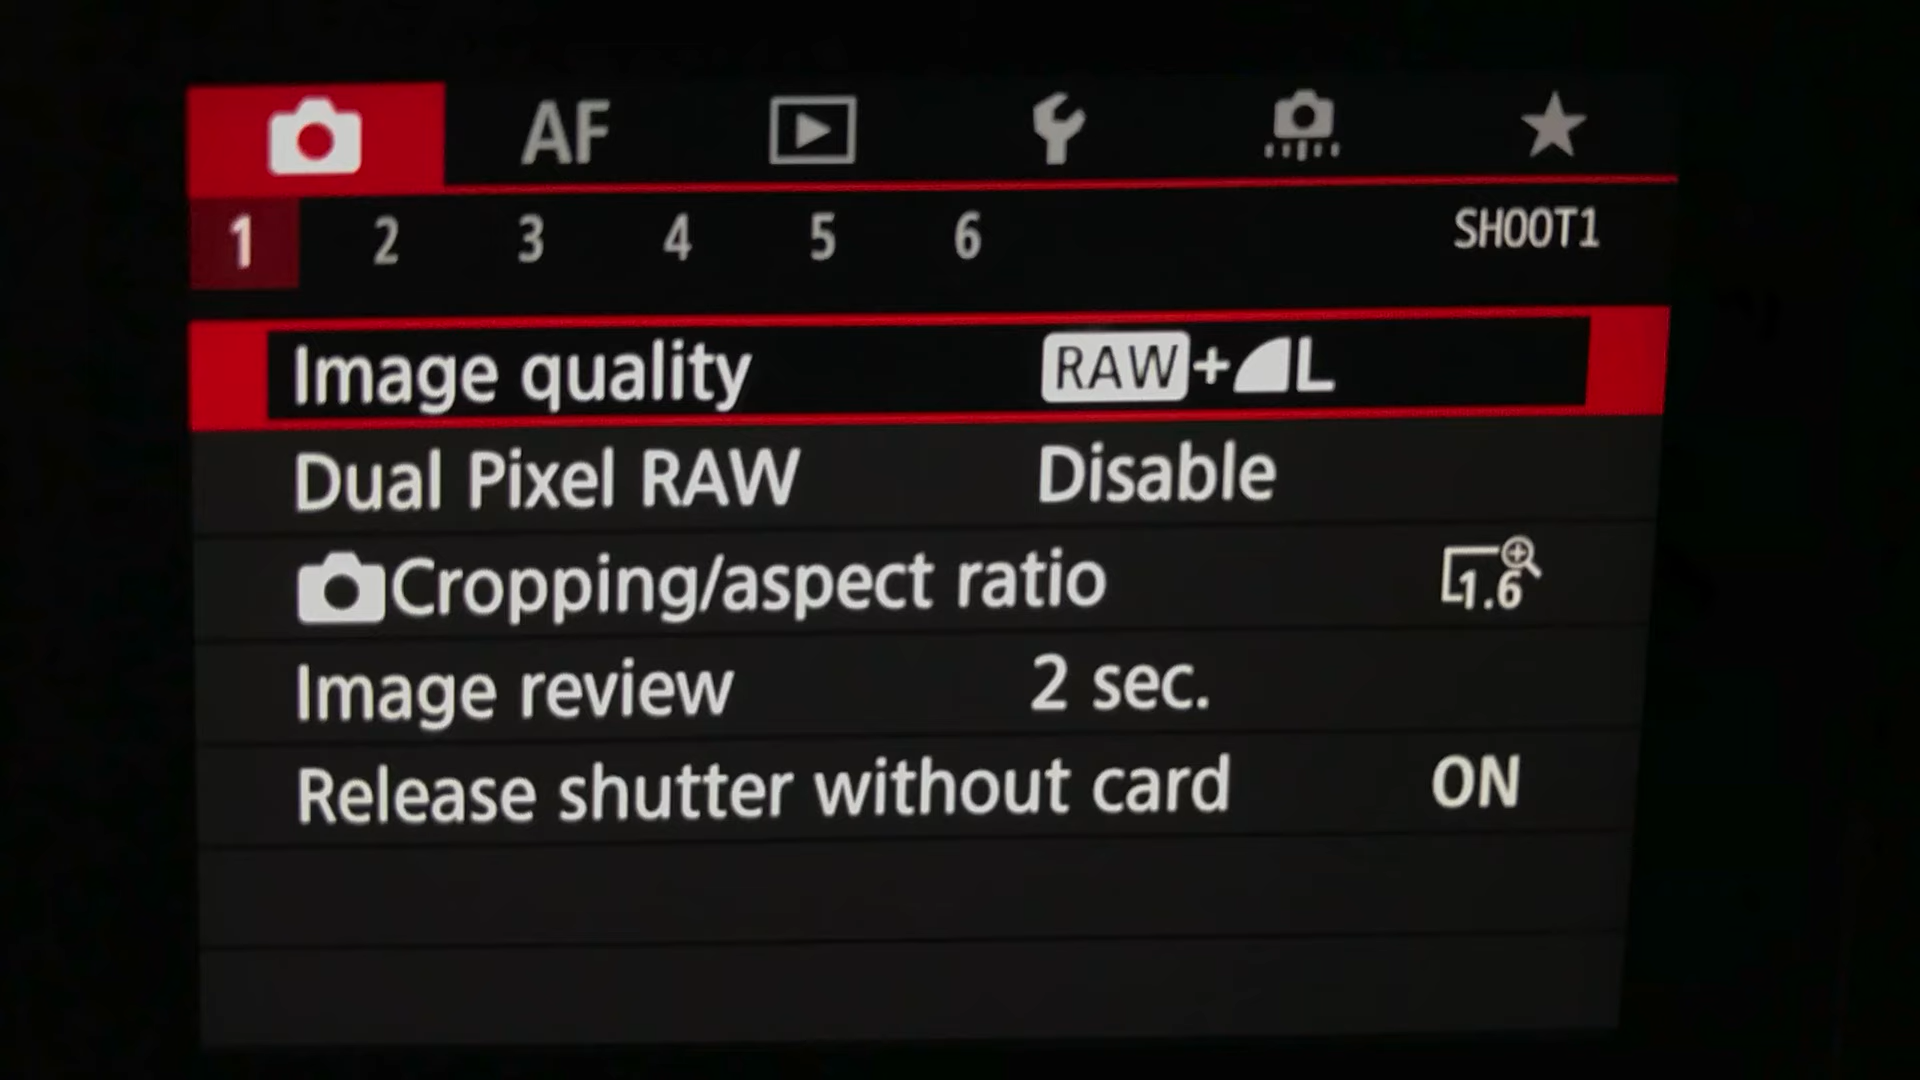 AF
1 2 3 4 5 6 SHOOT1
Image quality RAW+L
Dual Pixel RAW Disable
Cropping/aspect ratio 1.6
Image review 2 sec.
Release shutter without card ON